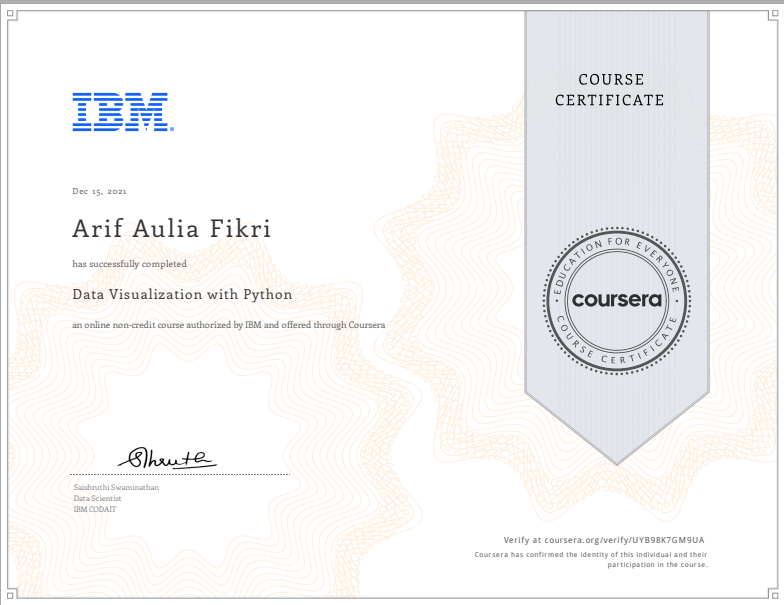 COURSE
CERTIFICATE
IBM®
Dec 15, 2021
Arif Aulia Fikri
has successfully completed
Data Visualization with Python
an online non-credit course authorized by IBM and offered through Coursera
EDUCATION FOR EVERYONE
coursera
COURSE CERTIFICATE
Shruth
Saishruthi Swaminathan
Data Scientist
IBM CODAIT
Verify at coursera.org/verify/UYB98K7GM9UA
Coursera has confirmed the identity of this individual and their
participation in the course.